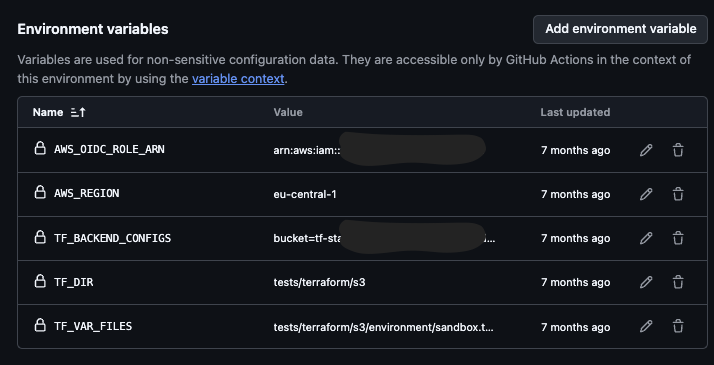 Environment variables
Add environment variable
Variables are used for non-sensitive configuration data. They are accessible only by GitHub Actions in the context of
this environment by using the variable context.
Name Value Last updated
AWS_OIDC_ROLE_ARN arn:aws:iam:: 7 months ago
AWS_REGION eu-central-1 7 months ago
TF_BACKEND_CONFIGS bucket=tf-sta ... 7 months ago
TF_DIR tests/terraform/s3 7 months ago
TF_VAR_FILES tests/terraform/s3/environment/sandbox.t... 7 months ago